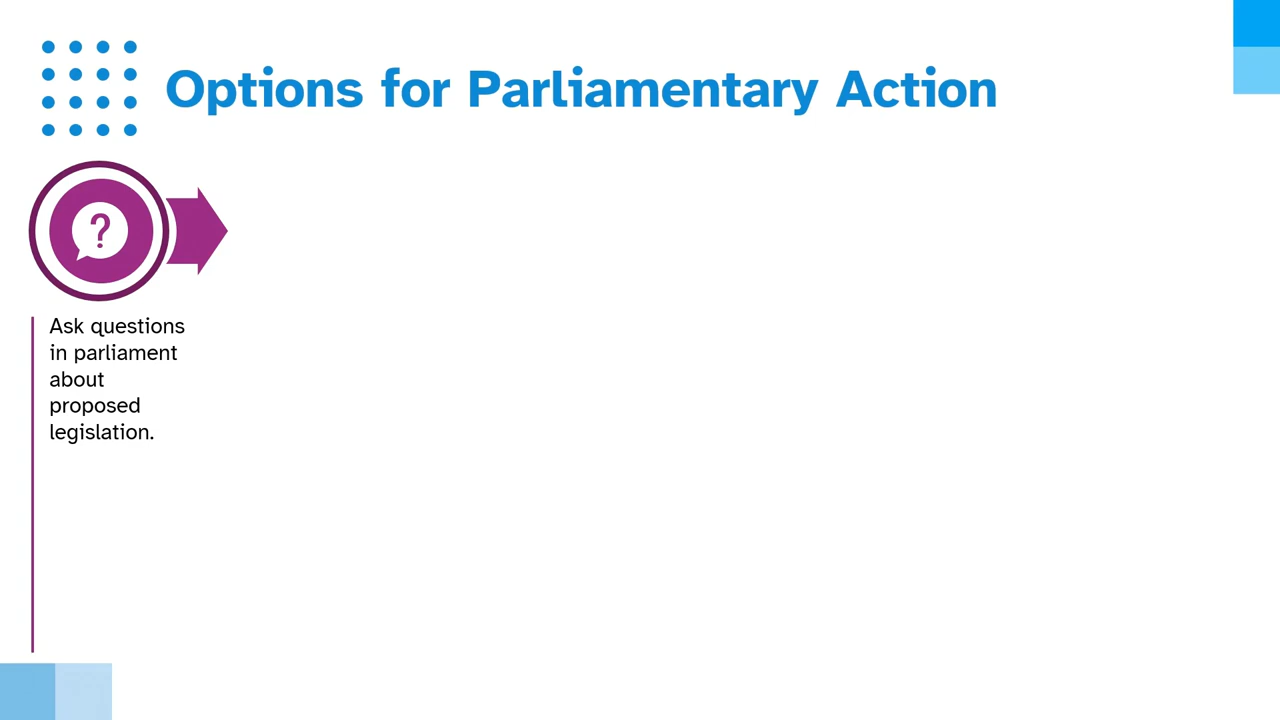 Options for Parliamentary Action
?
Ask questions
in parliament
about
proposed
legislation.